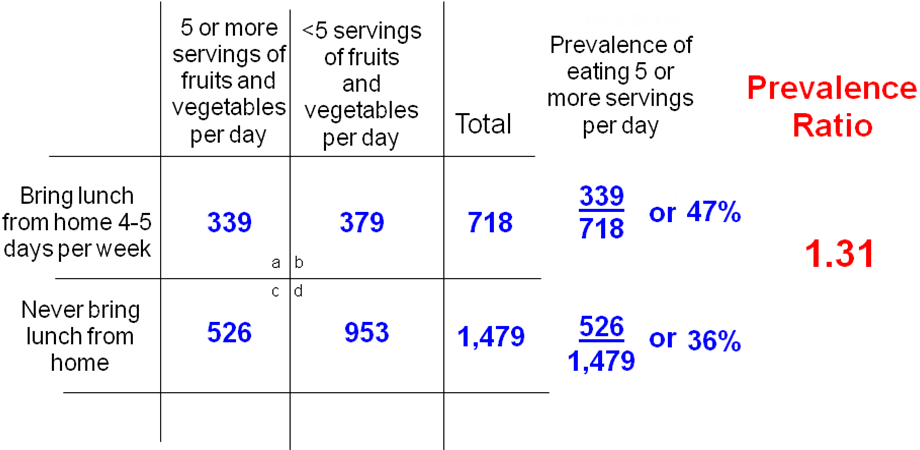 5 or more
servings of
fruits and
vegetables
per day
<5 servings
of fruits
and
vegetables
per day
Total
Prevalence of
eating 5 or
more servings
per day
Prevalence
Ratio
Bring lunch
from home 4-5
days per week
339
379
718
339
718
or 47%
a
b
1.31
Never bring
lunch from
home
c
d
526
953
1,479
526
1,479
or 36%